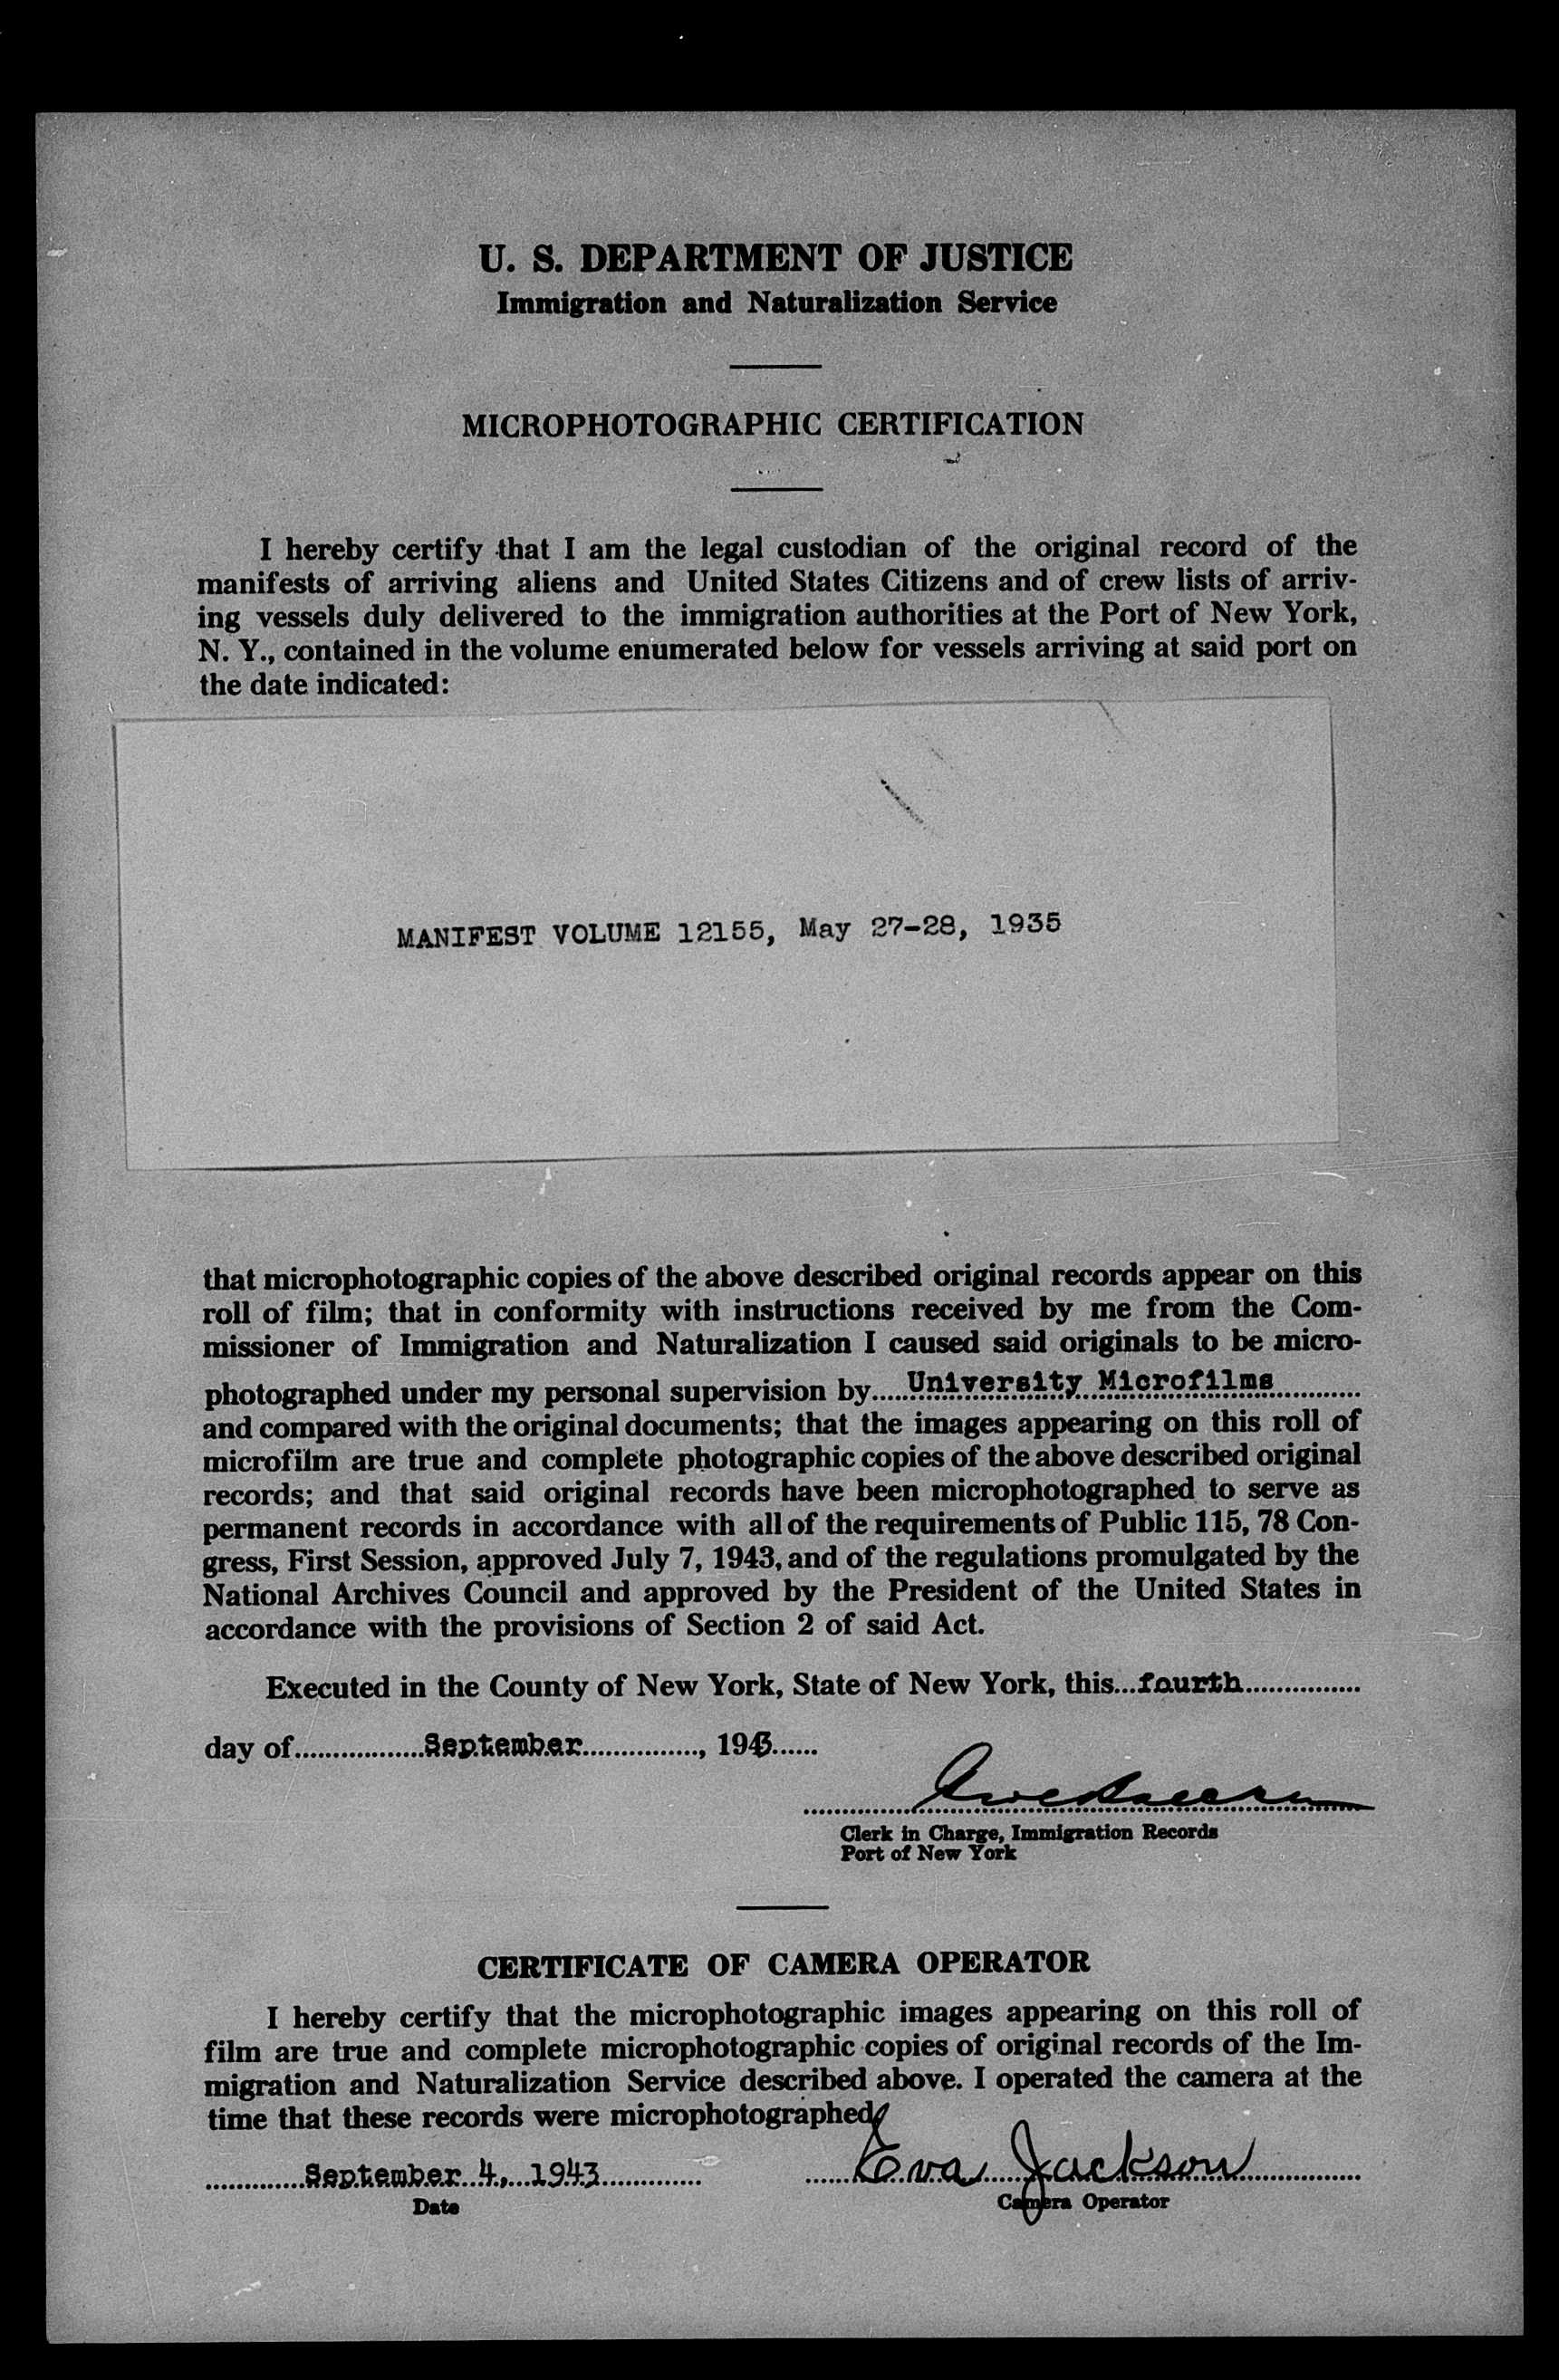 U. S. DEPARTMENT OF JUSTICE
Immigration and Naturalization Service
MICROPHOTOGRAPHIC CERTIFICATION
I hereby certify that I am the legal custodian of the original record of the
manifests of arriving aliens and United States Citizens and of crew lists of arriv-
ing vessels duly delivered to the immigration authorities at the Port of New York,
N. Y., contained in the volume enumerated below for vessels arriving at said port on
the date indicated:
MANIFEST VOLUME 12155, May 27-28, 1935
that microphotographic copies of the above described original records appear on this
roll of film; that in conformity with instructions received by me from the Com-
missioner of Immigration and Naturalization I caused said originals to be micro-
photographed under my personal supervision by University Microfilms
and compared with the original documents; that the images appearing on this roll of
microfilm are true and complete photographic copies of the above described original
records; and that said original records have been microphotographed to serve as
permanent records in accordance with all of the requirements of Public 115, 78 Con-
gress, First Session, approved July 7, 1943, and of the regulations promulgated by the
National Archives Council and approved by the President of the United States in
accordance with the provisions of Section 2 of said Act.
Executed in the County of New York, State of New York, this fourth
day of September, 1943
Clerk in Charge, Immigration Records
Port of New York
CERTIFICATE OF CAMERA OPERATOR
I hereby certify that the microphotographic images appearing on this roll of
film are true and complete microphotographic copies of original records of the Im-
migration and Naturalization Service described above. I operated the camera at the
time that these records were microphotographed.
September 4, 1943 Eva Jackson
Date Camera Operator